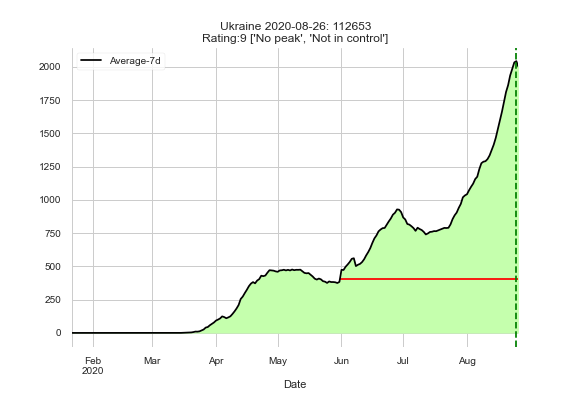 Ukraine 2020-08-26: 112653
Rating:9 ['No peak', 'Not in control']
Average-7d
2000
1750
1500
1250
1000
750
500
250
0
Feb Mar Apr May Jun Jul Aug
2020
Date